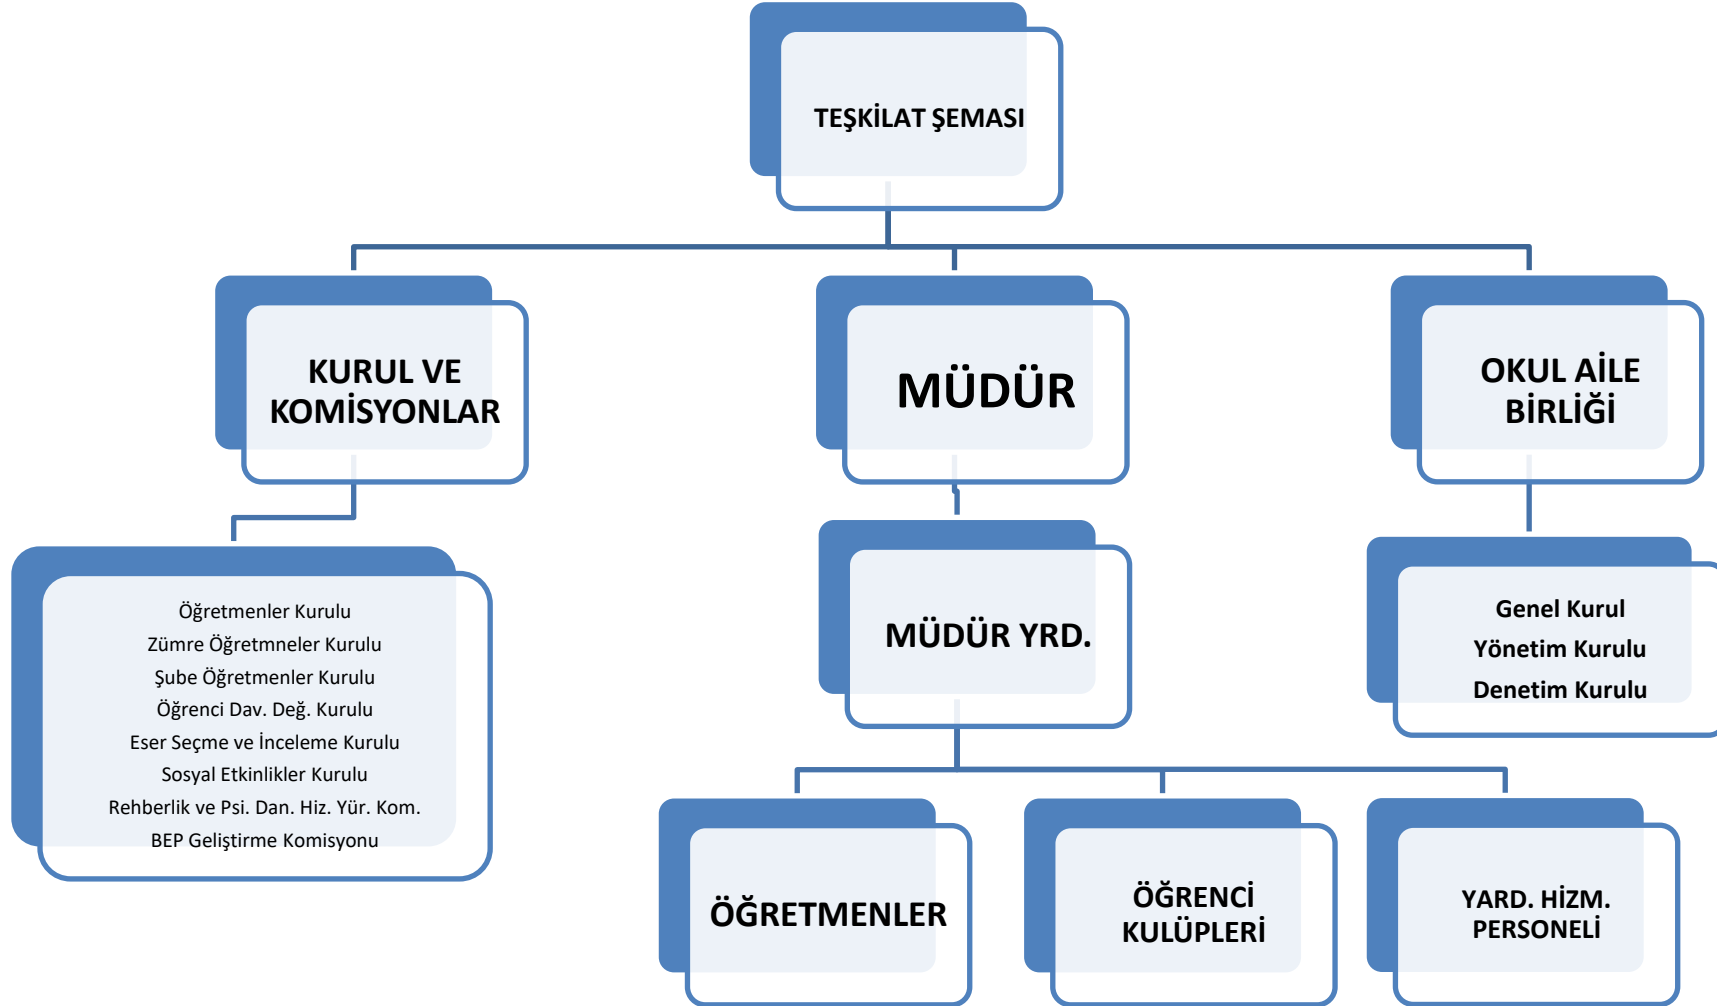 TEŞKİLAT ŞEMASI
KURUL VE
KOMİSYONLAR
MÜDÜR
OKUL AİLE
BİRLİĞİ
Öğretmenler Kurulu
Zümre Öğretmneler Kurulu
Şube Öğretmenler Kurulu
Öğrenci Dav. Değ. Kurulu
Eser Seçme ve İnceleme Kurulu
Sosyal Etkinlikler Kurulu
Rehberlik ve Psi. Dan. Hiz. Yür. Kom.
BEP Geliştirme Komisyonu
MÜDÜR YRD.
Genel Kurul
Yönetim Kurulu
Denetim Kurulu
ÖĞRETMENLER
ÖĞRENCİ
KULÜPLERİ
YARD. HİZM.
PERSONELİ